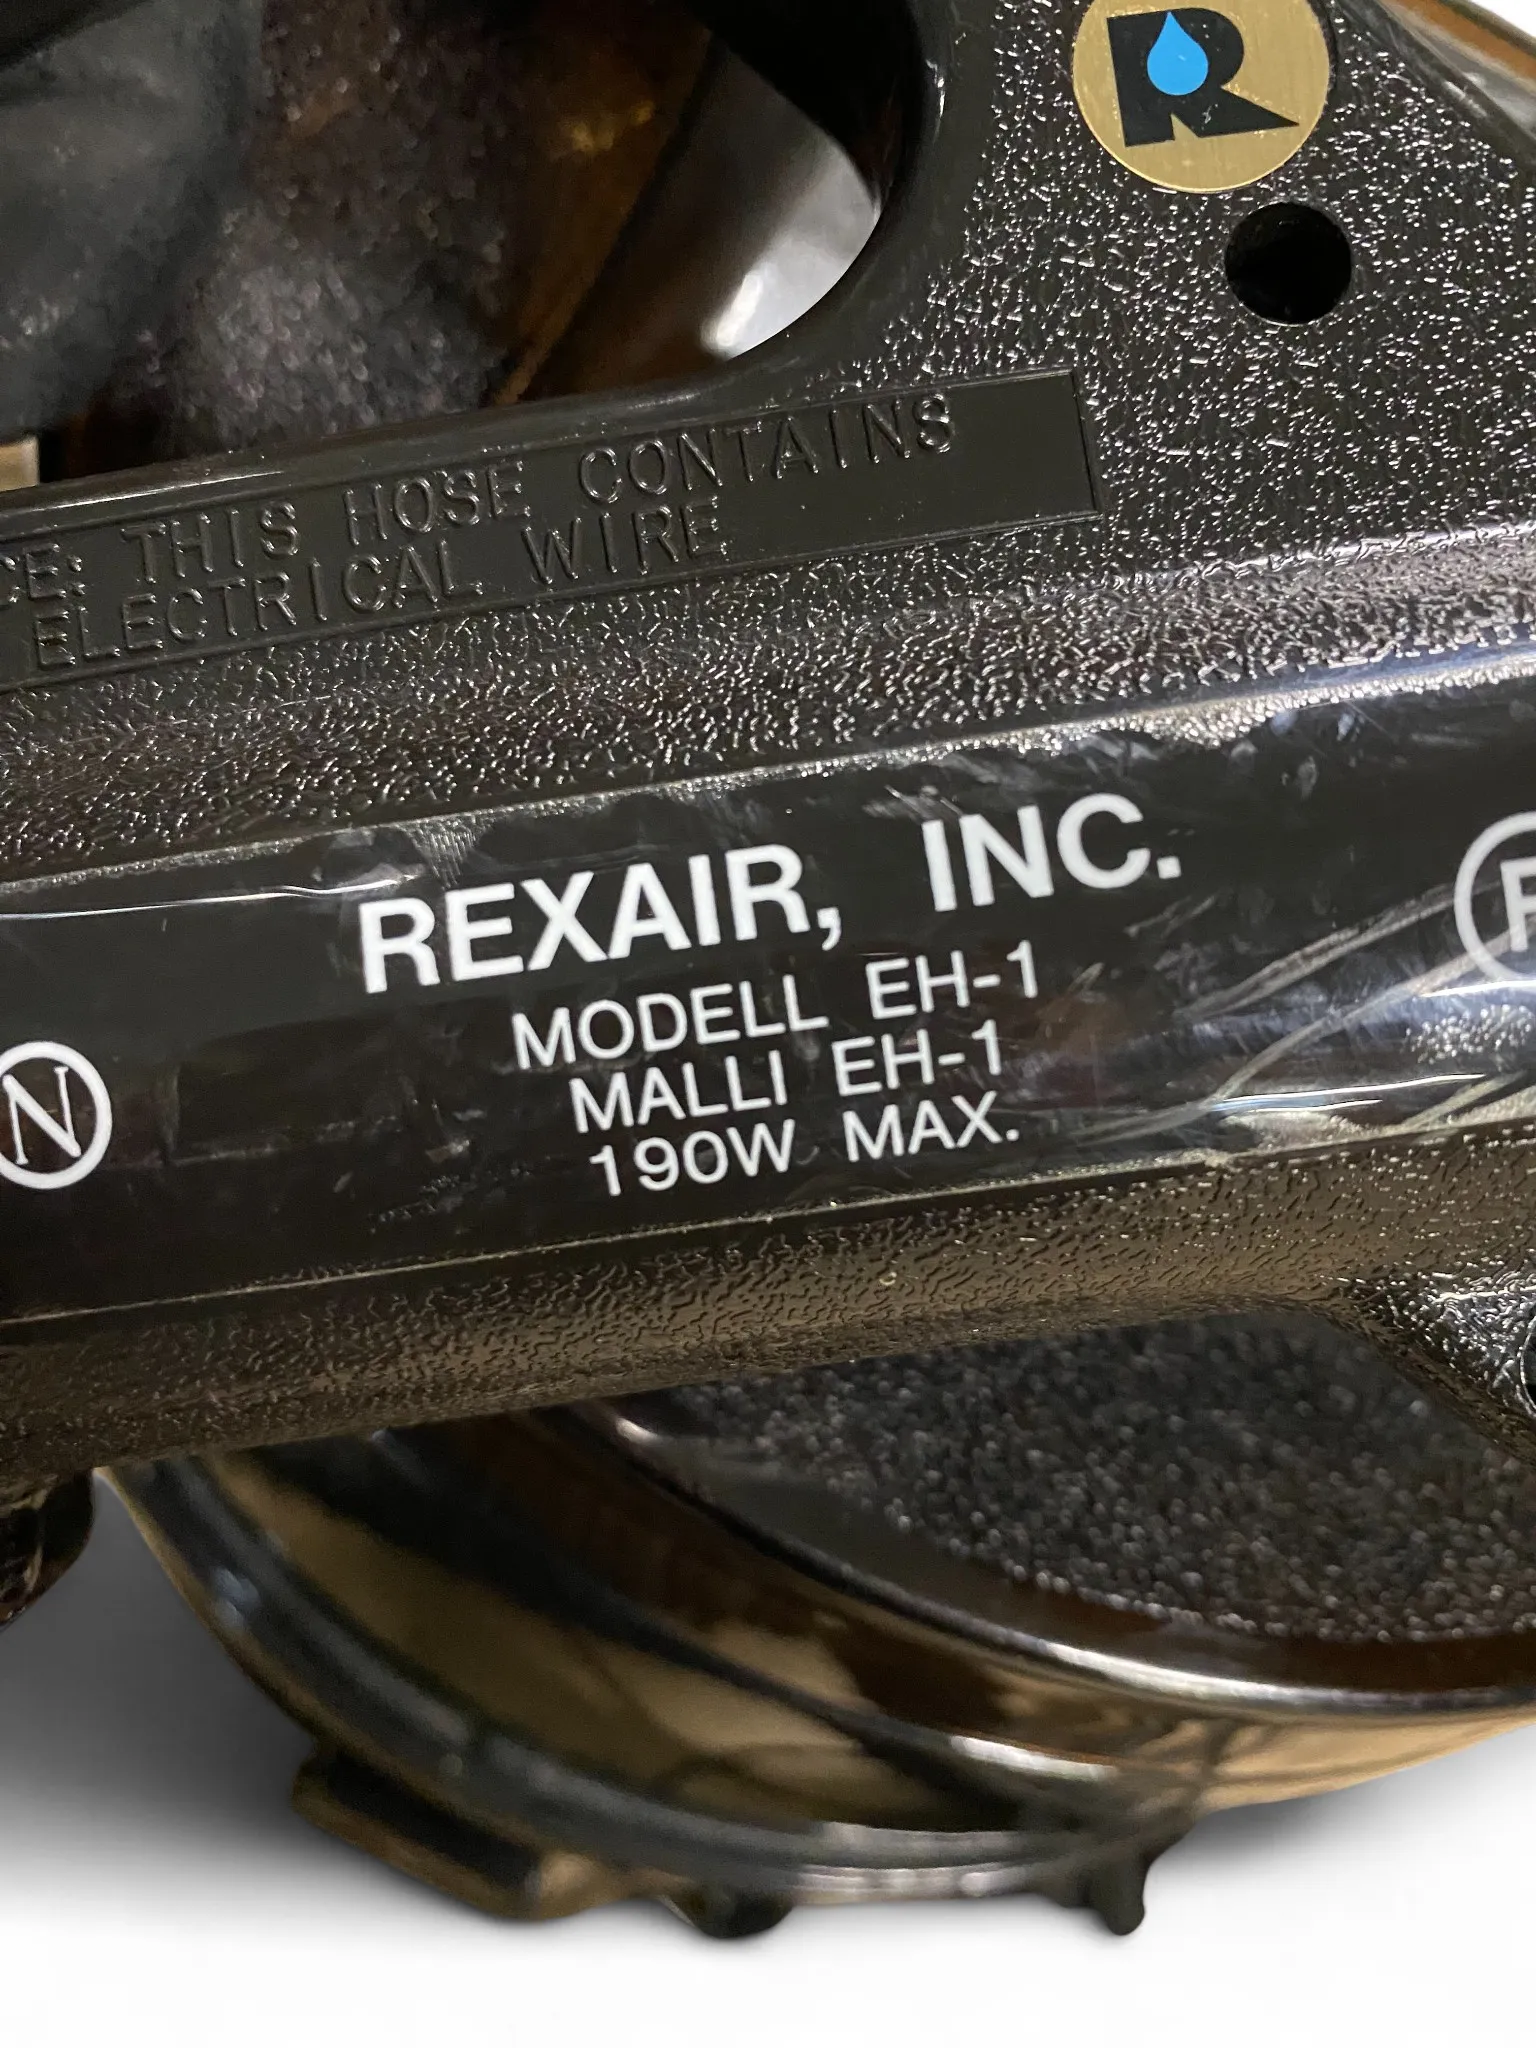 R
THIS HOSE CONTAINS
ELECTRICAL WIRE
REXAIR, INC.
MODELL EH-1
MALLI EH-1
190W MAX.
N